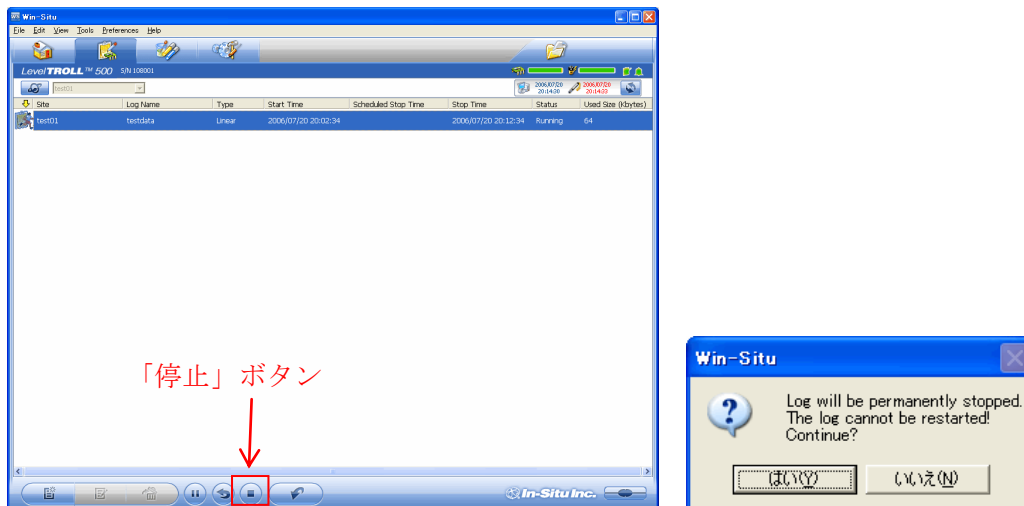 Win-Situ
File Edit View Tools Preferences Help
Level TROLL™ 500 S/N 108001
test01
2006/07/20 20:14:30
2006/07/20 20:14:33
Site Log Name Type Start Time Scheduled Stop Time Stop Time Status Used Size (Kbytes)
test01 testdata Linear 2006/07/20 20:02:34 2006/07/20 20:12:34 Running 64
「停止」ボタン
In-Situ Inc.
Win-Situ
Log will be permanently stopped.
The log cannot be restarted!
Continue?
はい(Y) いいえ(N)